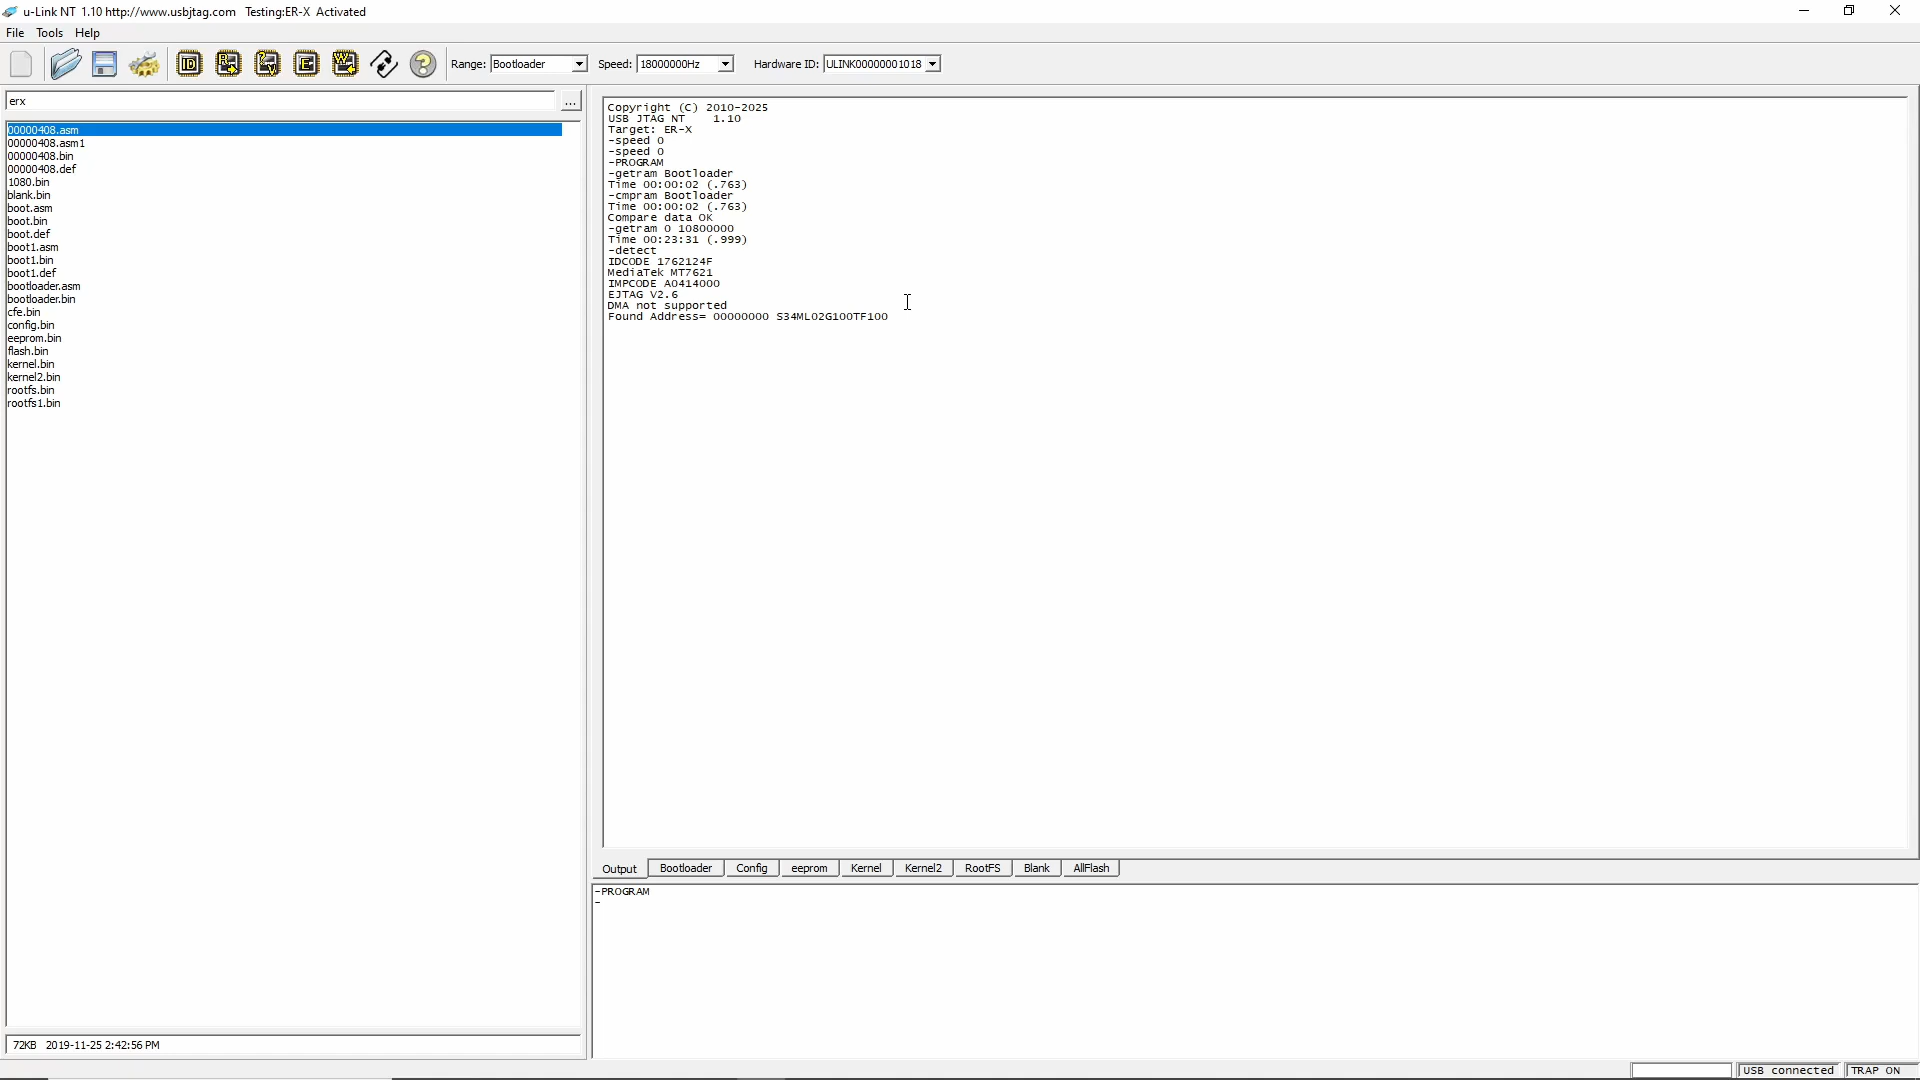 u-Link NT 1.10 http://www.usbjtag.com Testing:ER-X Activated
File Tools Help
ID R ? V E W Range: Bootloader Speed: 18000000Hz Hardware ID: ULINK00000001018
erx ...
00000408.asm
00000408.asm1
00000408.bin
00000408.def
1080.bin
blank.bin
boot.asm
boot.bin
boot.def
boot1.asm
boot1.bin
boot1.def
bootloader.asm
bootloader.bin
cfe.bin
config.bin
eeprom.bin
flash.bin
kernel.bin
kernel2.bin
rootfs.bin
rootfs1.bin
72KB 2019-11-25 2:42:56 PM
Copyright (C) 2010-2025
USB JTAG NT 1.10
Target: ER-X
-speed 0
-speed 0
-PROGRAM
-getram Bootloader
Time 00:00:02 (.763)
-cmpram Bootloader
Time 00:00:02 (.763)
Compare data OK
-getram 0 10800000
Time 00:23:31 (.999)
-detect
IDCODE 1762124F
MediaTek MT7621
IMPCODE A0414000
EJTAG V2.6
DMA not supported
Found Address= 00000000 S34ML02G100TF100
Output Bootloader Config eeprom Kernel Kernel2 RootFS Blank AllFlash
-PROGRAM
-
USB connected TRAP ON